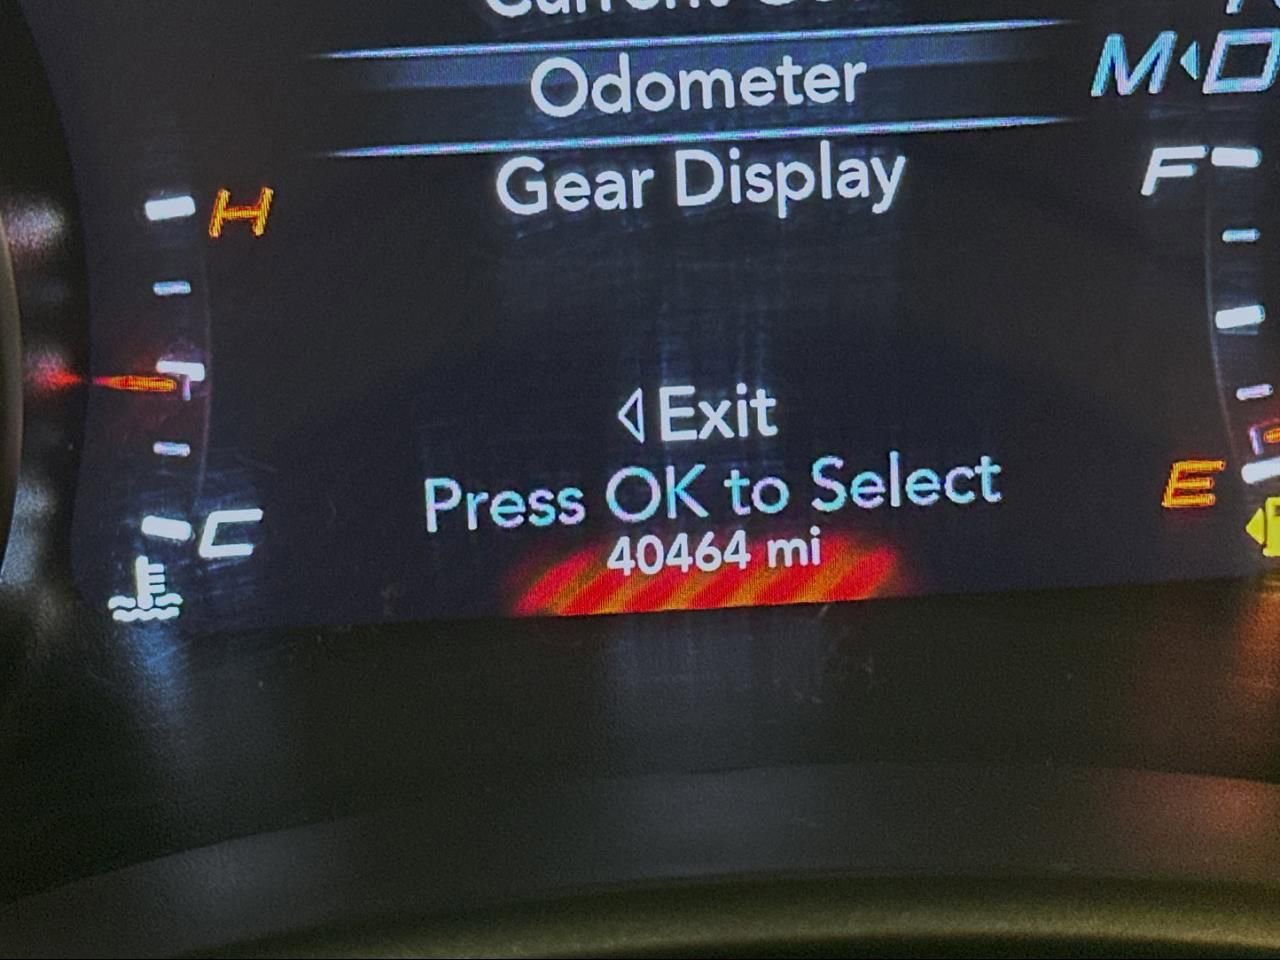 Odometer
M D
Gear Display
F
H
Exit
Press OK to Select
E
C
40464 mi